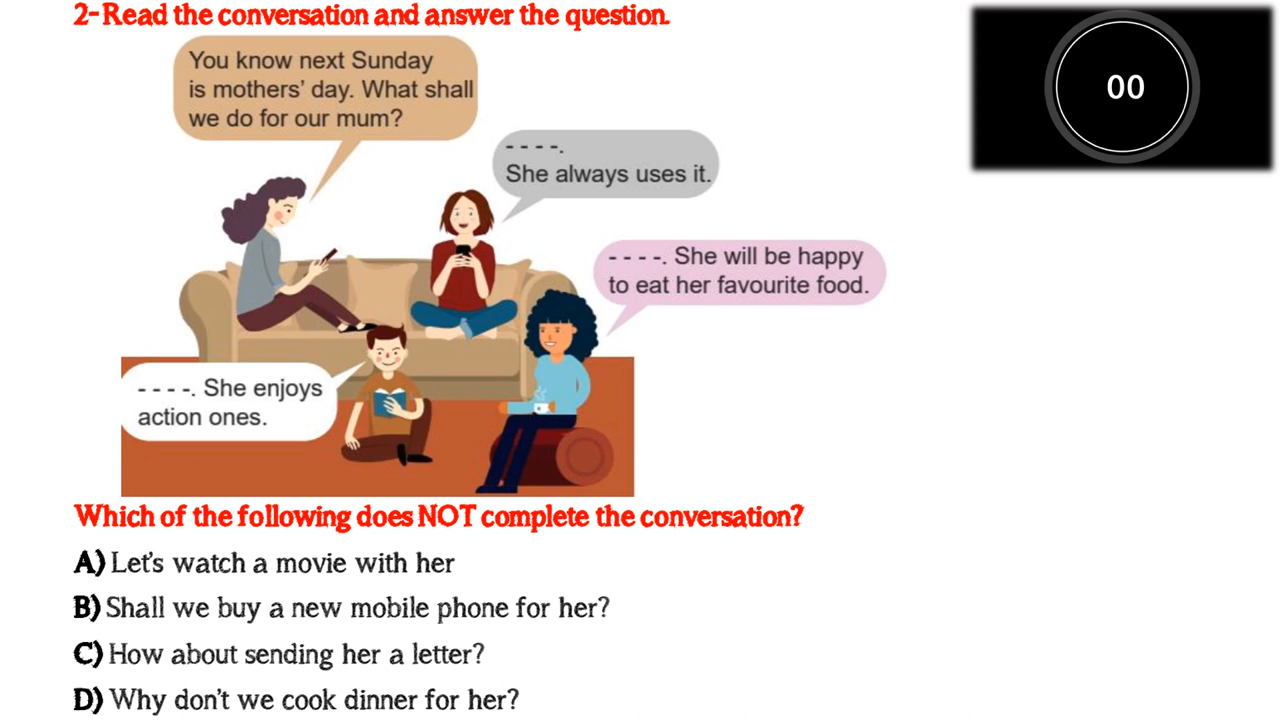 2-Read the conversation and answer the question.
You know next Sunday
is mothers' day. What shall
we do for our mum?
- - - -.
She always uses it.
- - - -. She will be happy
to eat her favourite food.
- - - -. She enjoys
action ones.
00
Which of the following does NOT complete the conversation?
A) Let's watch a movie with her
B) Shall we buy a new mobile phone for her?
C) How about sending her a letter?
D) Why don't we cook dinner for her?